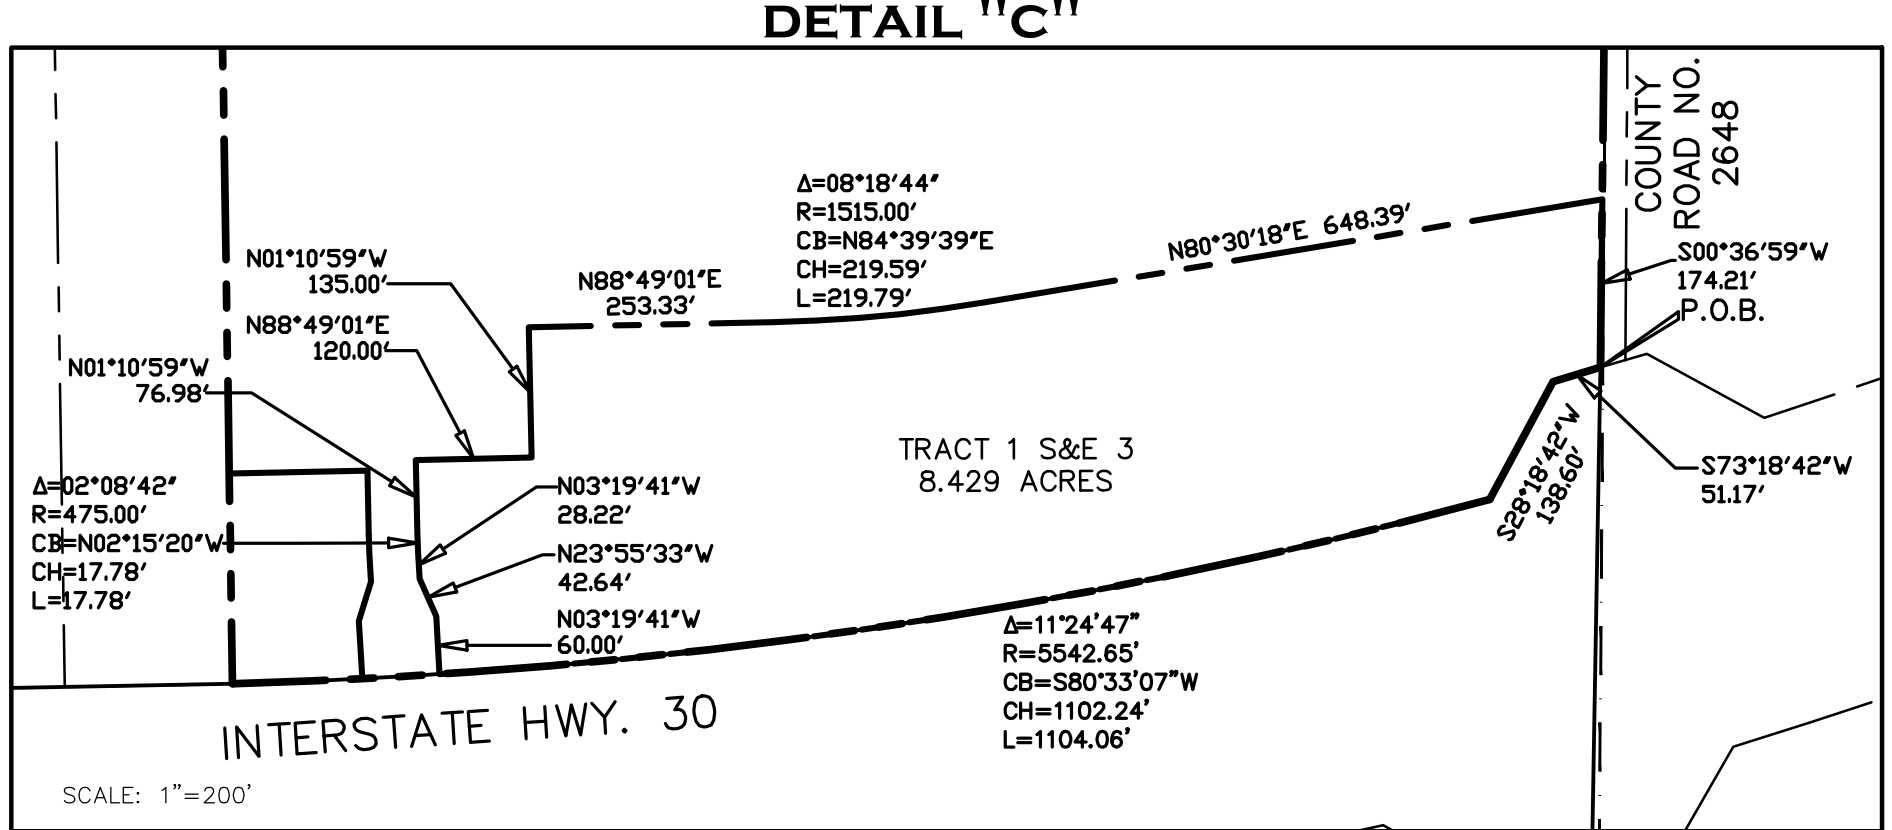 DETAIL "C"
COUNTY
ROAD NO.
2648
Δ=08°18'44"
R=1515.00'
CB=N84°39'39"E
CH=219.59'
L=219.79'
N80°30'18"E 648.39'
N01°10'59"W
135.00'
N88°49'01"E
253.33'
S00°36'59"W
174.21'
P.O.B.
N88°49'01"E
120.00'
N01°10'59"W
76.98'
TRACT 1 S&E 3
8.429 ACRES
S28°18'42"W
138.60'
S73°18'42"W
51.17'
Δ=02°08'42"
R=475.00'
CB=N02°15'20"W
CH=17.78'
L=17.78'
N03°19'41"W
28.22'
N23°55'33"W
42.64'
N03°19'41"W
60.00'
Δ=11°24'47"
R=5542.65'
CB=S80°33'07"W
CH=1102.24'
L=1104.06'
INTERSTATE HWY. 30
SCALE: 1"=200'